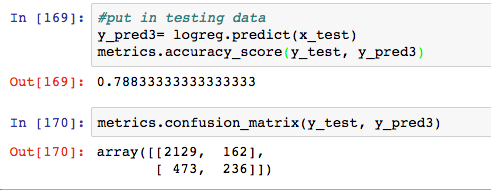 In [169]: #put in testing data
y_pred3= logreg.predict(x_test)
metrics.accuracy_score(y_test, y_pred3)
Out[169]: 0.78833333333333333
In [170]: metrics.confusion_matrix(y_test, y_pred3)
Out[170]: array([[2129,  162],
[ 473,  236]])